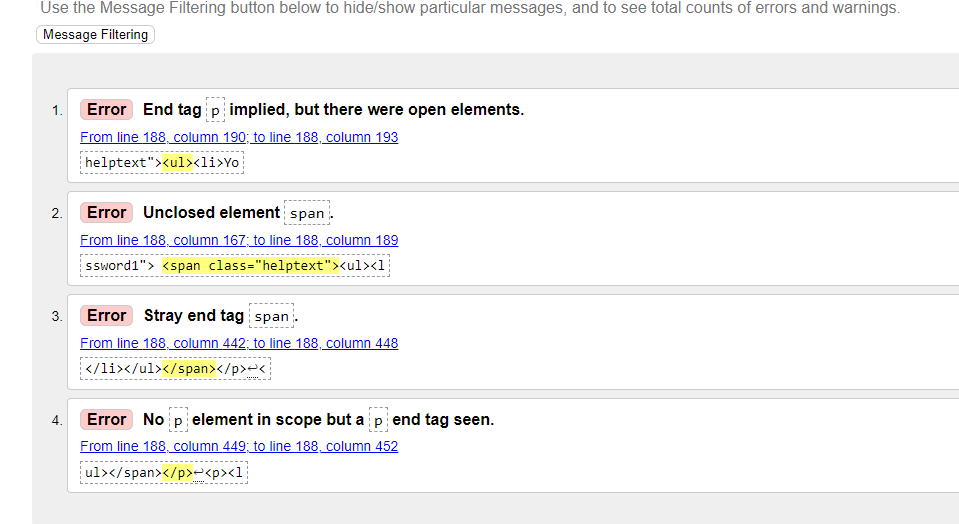 Use the Message Filtering button below to hide/show particular messages, and to see total counts of errors and warnings.
Message Filtering
1. Error End tag p implied, but there were open elements.
From line 188, column 190; to line 188, column 193
helptext"><ul><li>Yo
2. Error Unclosed element span.
From line 188, column 167; to line 188, column 189
ssword1"> <span class="helptext"><ul><l
3. Error Stray end tag span.
From line 188, column 442; to line 188, column 448
</li></ul></span></p>↩<
4. Error No p element in scope but a p end tag seen.
From line 188, column 449; to line 188, column 452
ul></span></p>↩<p><l